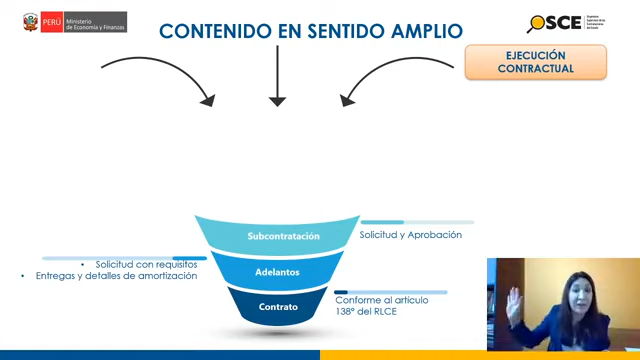 PERÚ
Ministerio
de Economía y Finanzas
CONTENIDO EN SENTIDO AMPLIO
OSCE
EJECUCIÓN
CONTRACTUAL
Subcontratación
Solicitud y Aprobación
• Solicitud con requisitos
• Entregas y detalles de amortización
Adelantos
Contrato
Conforme al artículo
138° del RLCE